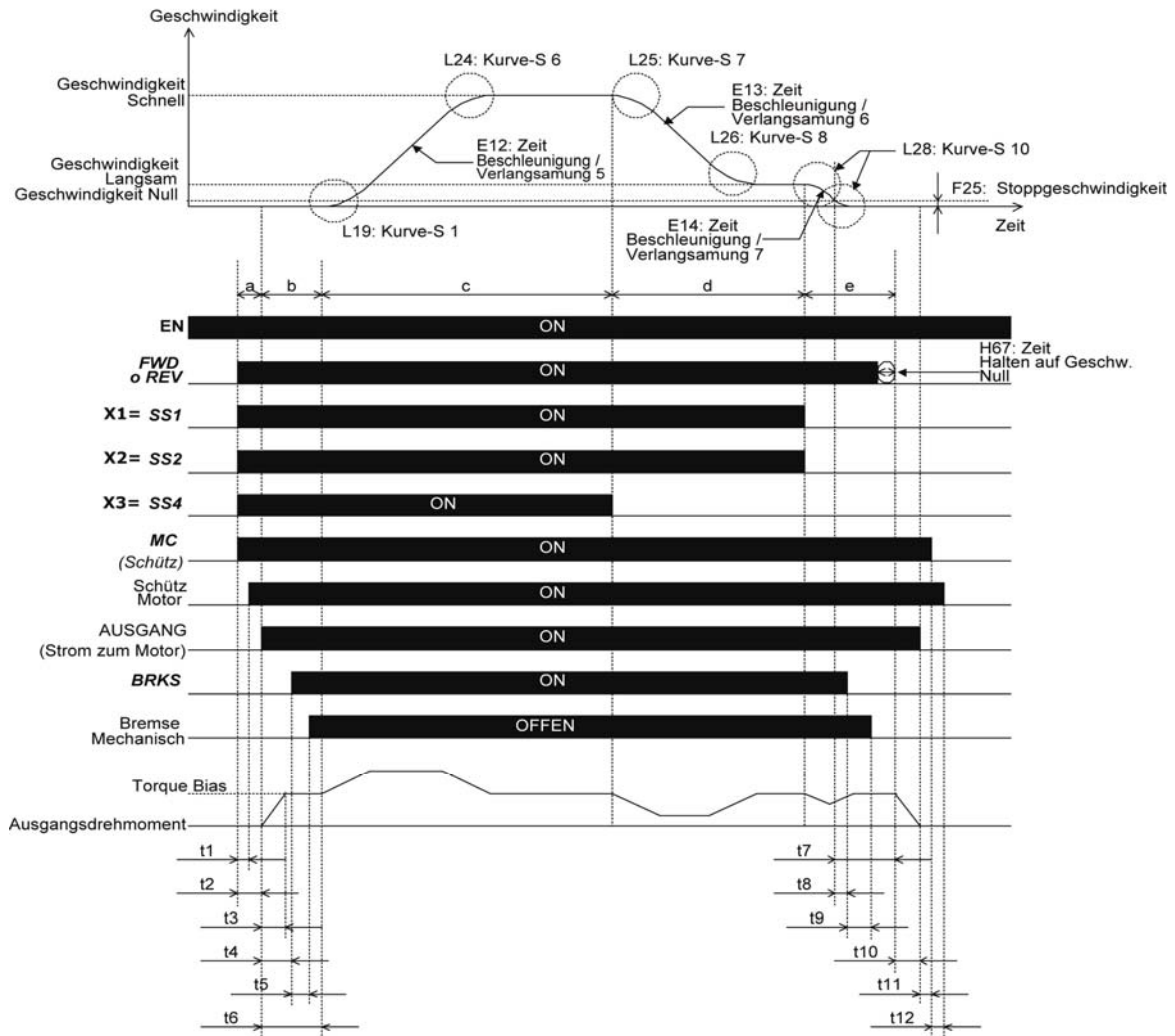 Geschwindigkeit
L24: Kurve-S 6
L25: Kurve-S 7
Geschwindigkeit
Schnell
E13: Zeit
Beschleunigung /
Verlangsamung 6
E12: Zeit
Beschleunigung /
Verlangsamung 5
L26: Kurve-S 8
L28: Kurve-S 10
Geschwindigkeit
Langsam
Geschwindigkeit Null
F25: Stoppgeschwindigkeit
L19: Kurve-S 1
E14: Zeit
Beschleunigung /
Verlangsamung 7
Zeit
a b c d e
EN ON
FWD
o REV
ON
H67: Zeit
Halten auf Geschw.
Null
X1= SS1 ON
X2= SS2 ON
X3= SS4 ON
MC
(Schütz)
ON
Schütz
Motor
ON
AUSGANG
(Strom zum Motor)
ON
BRKS ON
Bremse
Mechanisch
OFFEN
Torque Bias
Ausgangsdrehmoment
t1 t7
t2 t8
t3 t9
t4 t10
t5 t11
t6 t12